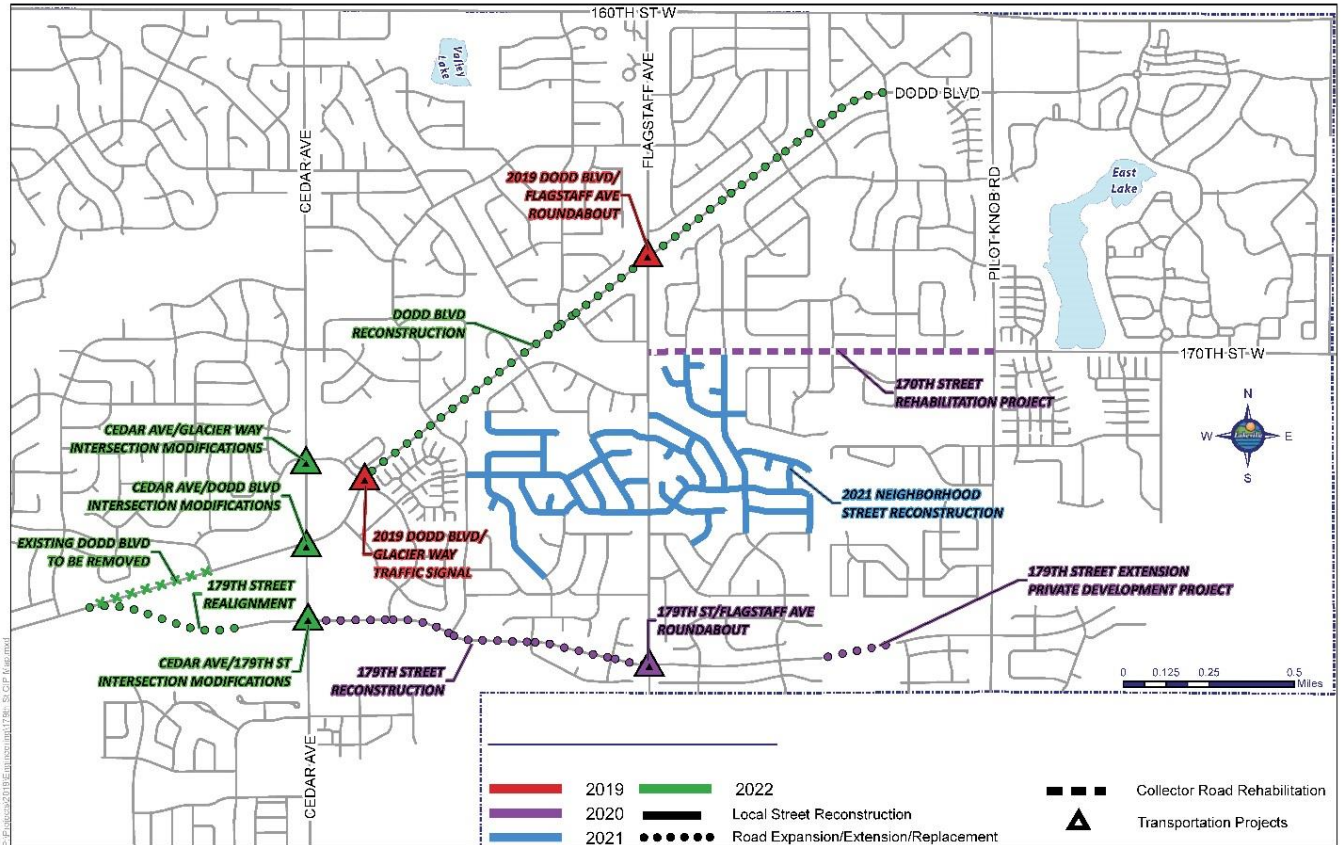 160TH ST W
Valley
Lake
FLAGSTAFF AVE
DODD BLVD
CEDAR AVE
2019 DODD BLVD/
FLAGSTAFF AVE
ROUNDABOUT
East
Lake
PILOT KNOB RD
DODD BLVD
RECONSTRUCTION
170TH ST W
170TH STREET
REHABILITATION PROJECT
N
W
E
S
Lakeville
CEDAR AVE/GLACIER WAY
INTERSECTION MODIFICATIONS
CEDAR AVE/DODD BLVD
INTERSECTION MODIFICATIONS
2021 NEIGHBORHOOD
STREET RECONSTRUCTION
EXISTING DODD BLVD
TO BE REMOVED
2019 DODD BLVD/
GLACIER WAY
TRAFFIC SIGNAL
179TH STREET
REALIGNMENT
179TH STREET EXTENSION
PRIVATE DEVELOPMENT PROJECT
179TH ST/FLAGSTAFF AVE
ROUNDABOUT
CEDAR AVE/179TH ST
INTERSECTION MODIFICATIONS
179TH STREET
RECONSTRUCTION
0 0.125 0.25 0.5
Miles
CEDAR AVE
2019
2022
Collector Road Rehabilitation
2020
Local Street Reconstruction
Transportation Projects
2021
Road Expansion/Extension/Replacement